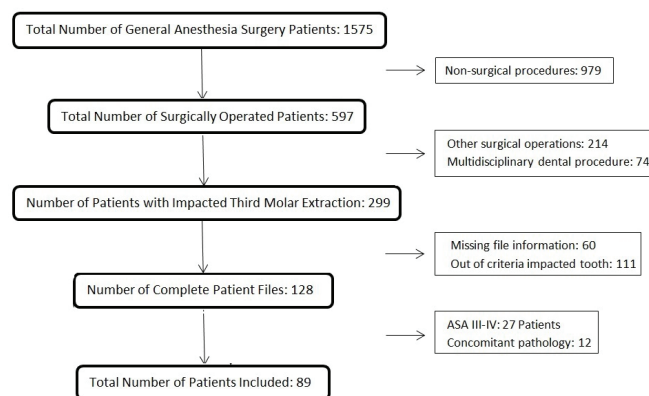 Total Number of General Anesthesia Surgery Patients: 1575
Non-surgical procedures: 979
Total Number of Surgically Operated Patients: 597
Other surgical operations: 214
Multidisciplinary dental procedure: 74
Number of Patients with Impacted Third Molar Extraction: 299
Missing file information: 60
Out of criteria impacted tooth: 111
Number of Complete Patient Files: 128
ASA III-IV: 27 Patients
Concomitant pathology: 12
Total Number of Patients Included: 89